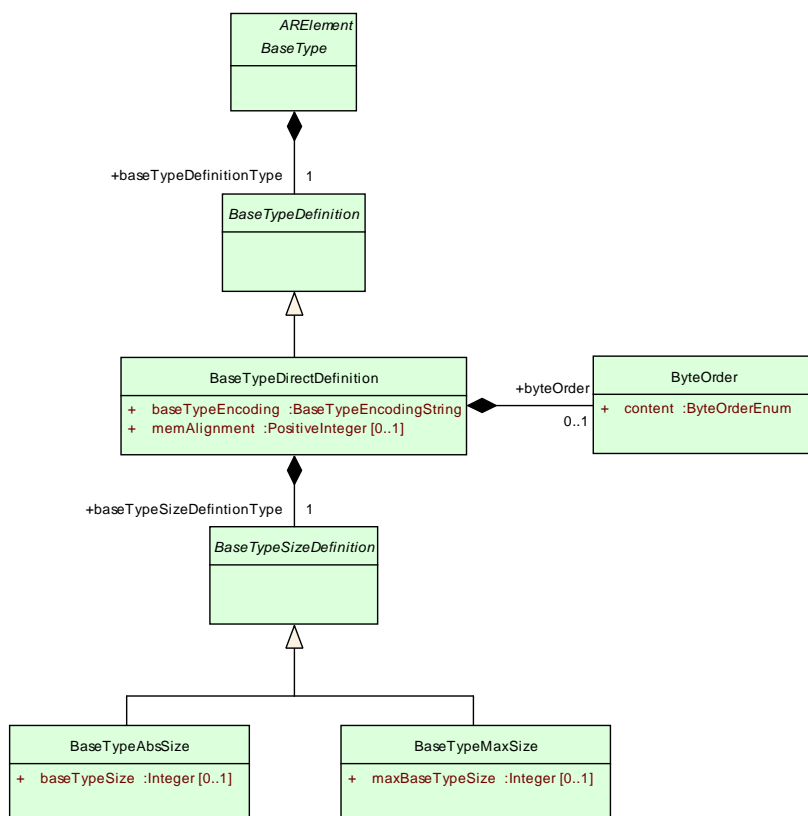 ARElement
BaseType
+baseTypeDefinitionType
1
BaseTypeDefinition
BaseTypeDirectDefinition
+ baseTypeEncoding :BaseTypeEncodingString
+ memAlignment :PositiveInteger [0..1]
+byteOrder
0..1
ByteOrder
+ content :ByteOrderEnum
+baseTypeSizeDefintionType
1
BaseTypeSizeDefinition
BaseTypeAbsSize
+ baseTypeSize :Integer [0..1]
BaseTypeMaxSize
+ maxBaseTypeSize :Integer [0..1]